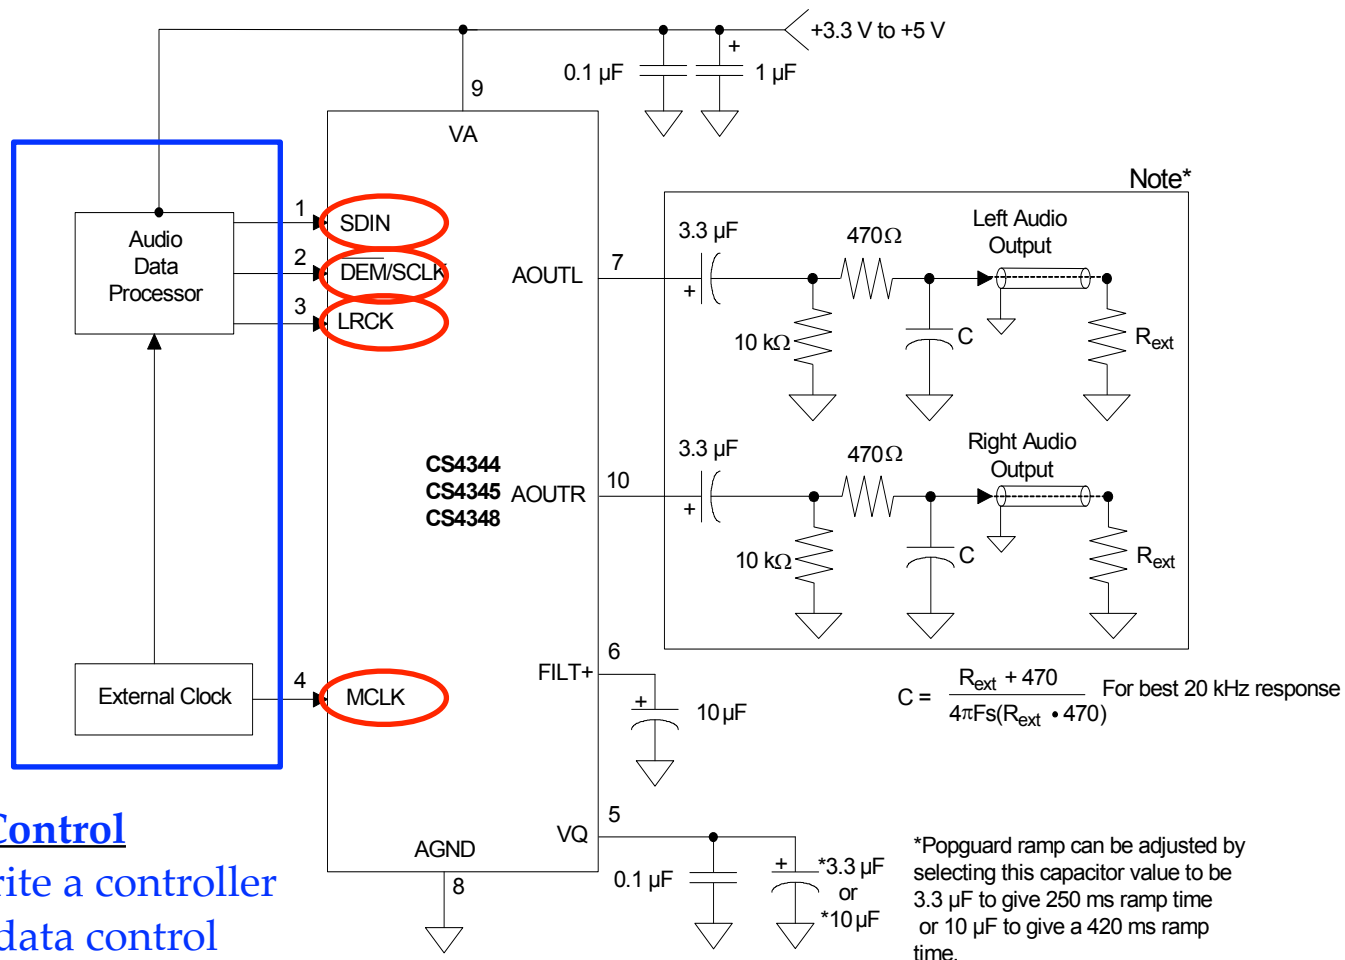 +3.3 V to +5 V
0.1 µF
+
1 µF
9
VA
Note*
1
SDIN
Audio
Data
Processor
2
DEM/SCLK
3
LRCK
AOUTL
7
3.3 µF
+
470Ω
Left Audio
Output
10 kΩ
C
Rext
CS4344
CS4345
CS4348
AOUTR
10
3.3 µF
+
470Ω
Right Audio
Output
10 kΩ
C
Rext
External Clock
4
MCLK
FILT+
6
+
10 µF
C = Rext + 470 / 4πFs(Rext • 470) For best 20 kHz response
VQ
5
0.1 µF
+
*3.3 µF
or
*10 µF
AGND
8
*Popguard ramp can be adjusted by
selecting this capacitor value to be
3.3 µF to give 250 ms ramp time
or 10 µF to give a 420 ms ramp
time.
Control
rite a controller
data control